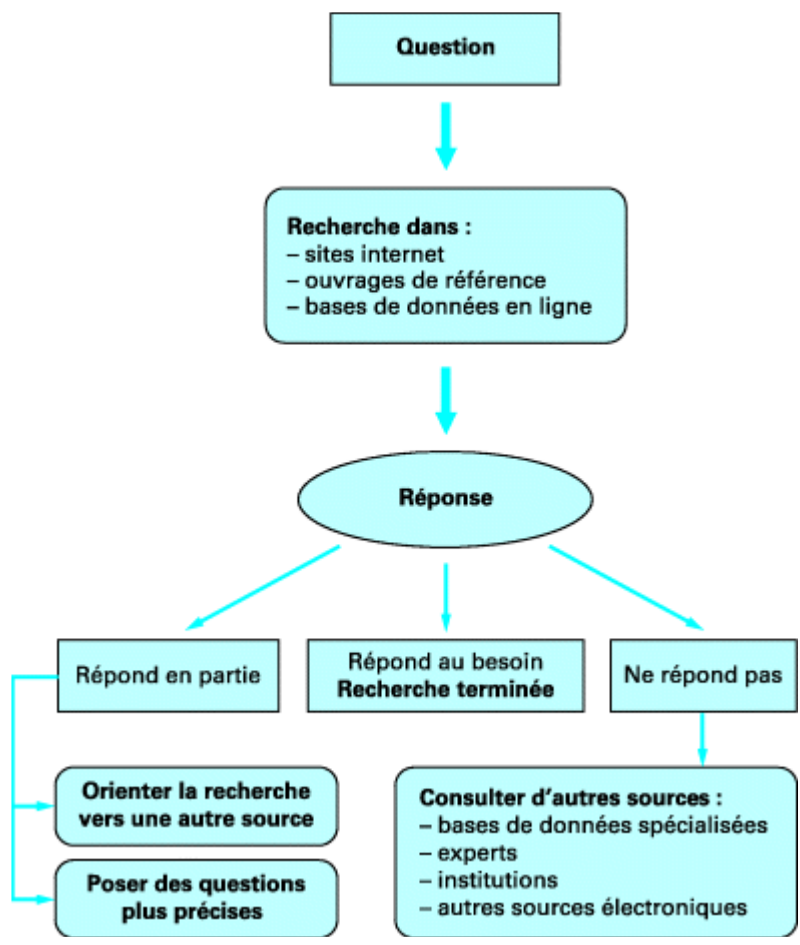 Question
Recherche dans :
– sites internet
– ouvrages de référence
– bases de données en ligne
Réponse
Répond en partie
Répond au besoin
Recherche terminée
Ne répond pas
Orienter la recherche
vers une autre source
Poser des questions
plus précises
Consulter d’autres sources :
– bases de données spécialisées
– experts
– institutions
– autres sources électroniques